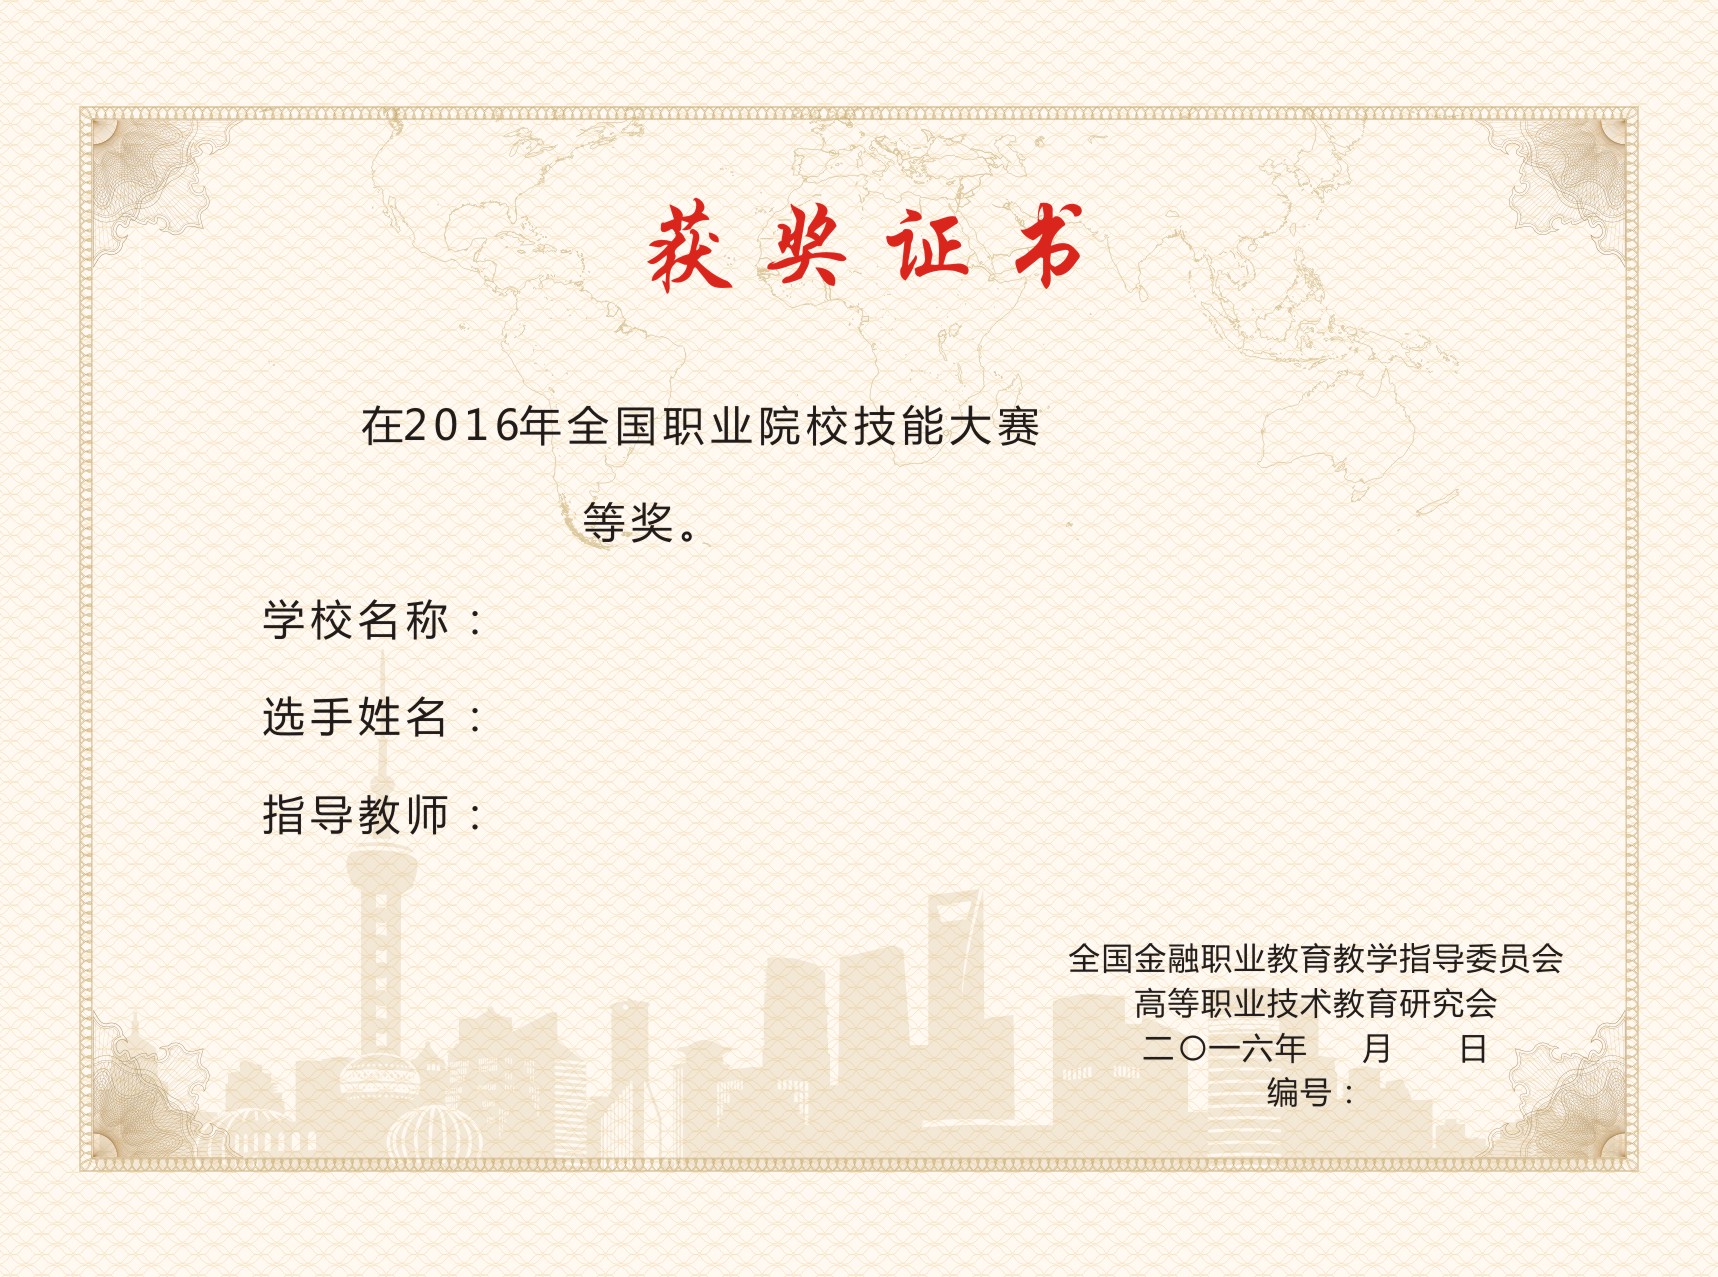 获奖证书
在2016年全国职业院校技能大赛
等奖。
学校名称：
选手姓名：
指导教师：
全国金融职业教育教学指导委员会
高等职业技术教育研究会
二〇一六年 月 日
编号：